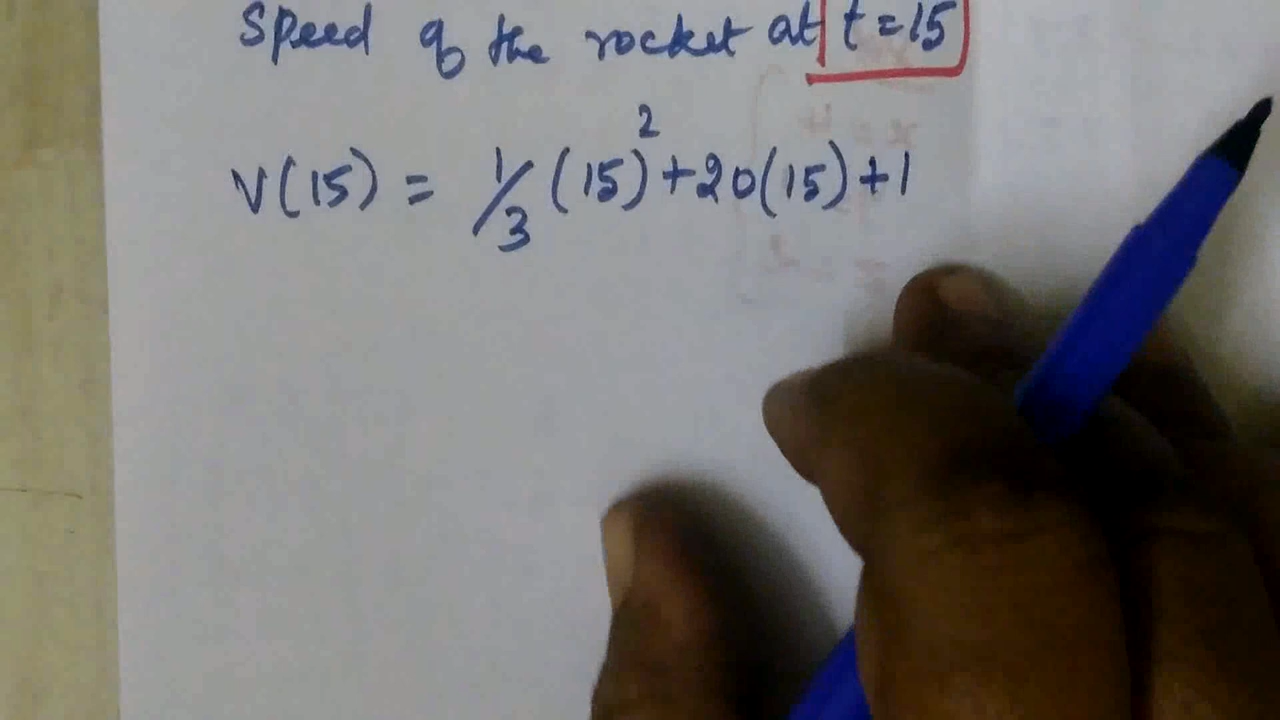 Speed of the rocket at t = 15
V(15) = 1/3 (15)² + 20(15) + 1